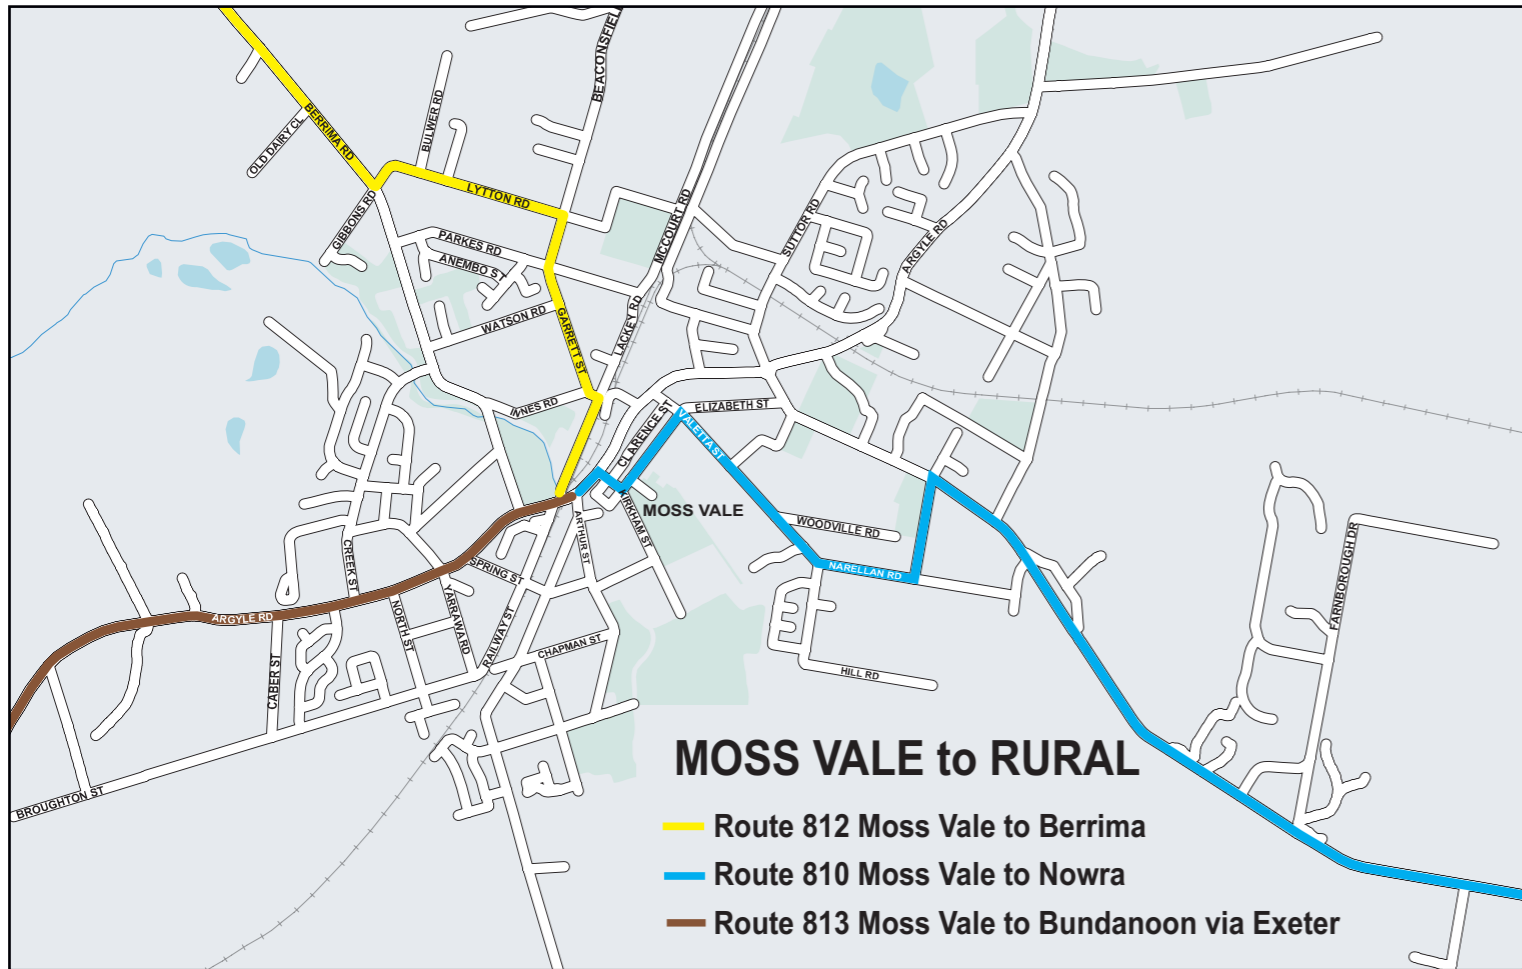 BEACONSFIELD
BERRIMA RD
OLD DAIRY CL
BULWER RD
LYTTON RD
GIBBONS RD
PARKES RD
ANEMBO ST
MCCOURT RD
SUTTOR RD
ARGYLE RD
WATSON RD
GARRETT ST
LACKEY RD
INNES RD
CLARENCE ST
ELIZABETH ST
VALETTA ST
MOSS VALE
KIRKHAM ST
ARTHUR ST
WOODVILLE RD
NARELLAN RD
FARNBOROUGH DR
CREEK ST
SPRING ST
YARRAWA RD
NORTH ST
ARGYLE RD
RAILWAY ST
CHAPMAN ST
CABER ST
HILL RD
BROUGHTON ST
MOSS VALE to RURAL
Route 812 Moss Vale to Berrima
Route 810 Moss Vale to Nowra
Route 813 Moss Vale to Bundanoon via Exeter